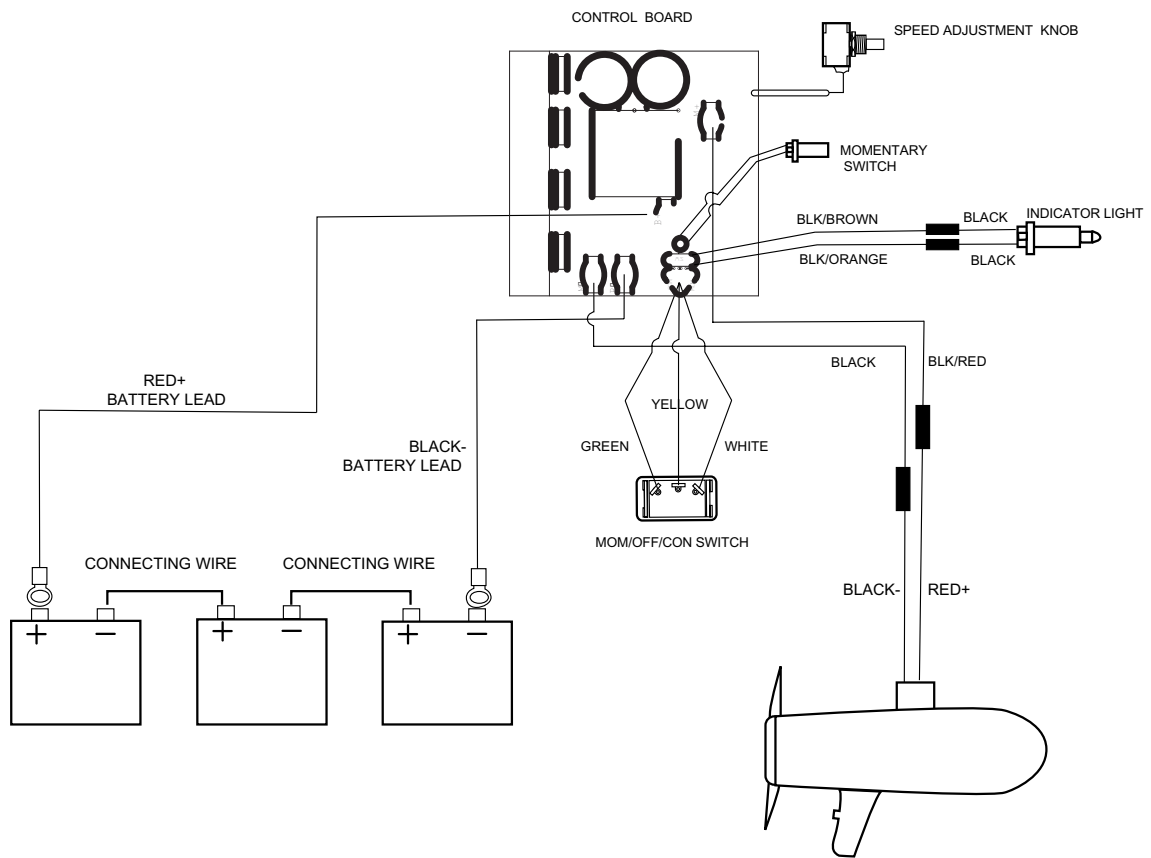 CONTROL BOARD
SPEED ADJUSTMENT KNOB
MOMENTARY
SWITCH
BLK/BROWN
BLACK
INDICATOR LIGHT
BLK/ORANGE
BLACK
BLACK
BLK/RED
RED+
BATTERY LEAD
YELLOW
BLACK-
BATTERY LEAD
GREEN
WHITE
MOM/OFF/CON SWITCH
CONNECTING WIRE
CONNECTING WIRE
BLACK-
RED+
+
−
+
−
+
−